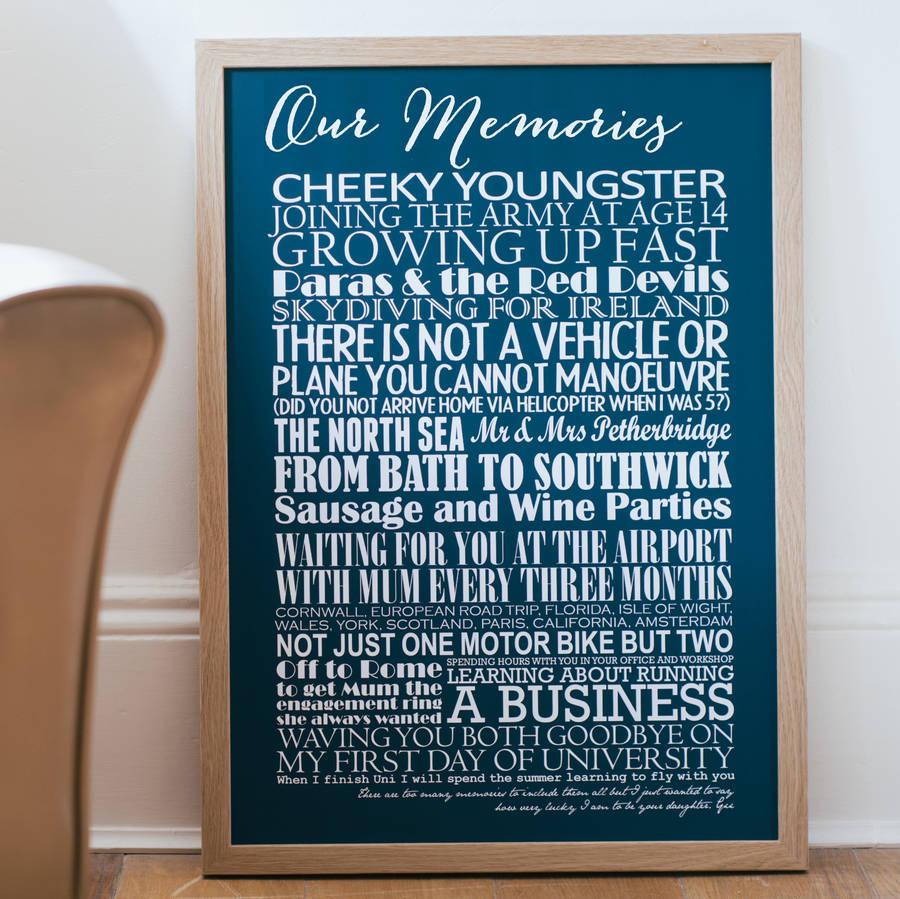 Our Memories
CHEEKY YOUNGSTER
JOINING THE ARMY AT AGE 14
GROWING UP FAST
Paras & the Red Devils
SKYDIVING FOR IRELAND
THERE IS NOT A VEHICLE OR
PLANE YOU CANNOT MANOEUVRE
(DID YOU NOT ARRIVE HOME VIA HELICOPTER WHEN I WAS 5?)
THE NORTH SEA Mr & Mrs Petherbridge
FROM BATH TO SOUTHWICK
Sausage and Wine Parties
WAITING FOR YOU AT THE AIRPORT
WITH MUM EVERY THREE MONTHS
CORNWALL, EUROPEAN ROAD TRIP, FLORIDA, ISLE OF WIGHT,
WALES, YORK, SCOTLAND, PARIS, CALIFORNIA, AMSTERDAM
NOT JUST ONE MOTOR BIKE BUT TWO
Off to Rome
to get Mum the
engagement ring
she always wanted
SPENDING HOURS WITH YOU IN YOUR OFFICE AND WORKSHOP
LEARNING ABOUT RUNNING
A BUSINESS
WAVING YOU BOTH GOODBYE ON
MY FIRST DAY OF UNIVERSITY
When I finish Uni I will spend the summer learning to fly with you
There are too many memories to include them all but I just wanted to say
how very lucky I am to be your daughter.